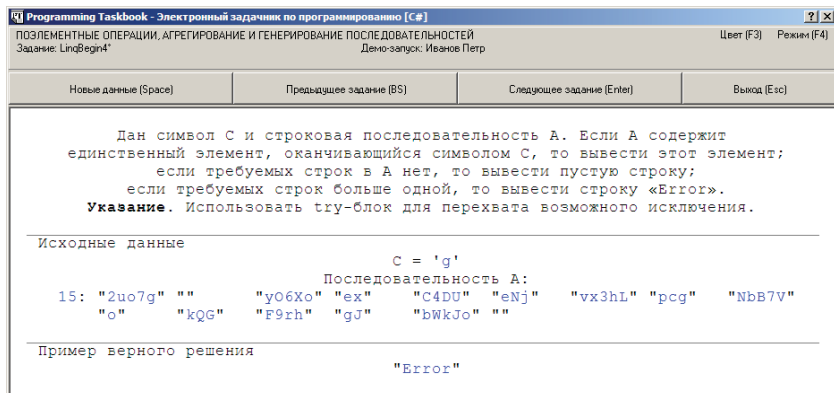 Programming Taskbook - Электронный задачник по программированию [C#]
ПОЭЛЕМЕНТНЫЕ ОПЕРАЦИИ, АГРЕГИРОВАНИЕ И ГЕНЕРИРОВАНИЕ ПОСЛЕДОВАТЕЛЬНОСТЕЙ Цвет (F3) Режим (F4)
Задание: LinqBegin4° Демо-запуск: Иванов Петр
Новые данные (Space) Предыдущее задание (BS) Следующее задание (Enter) Выход (Esc)
Дан символ C и строковая последовательность A. Если A содержит
единственный элемент, оканчивающийся символом C, то вывести этот элемент;
если требуемых строк в A нет, то вывести пустую строку;
если требуемых строк больше одной, то вывести строку «Error».
Указание. Использовать try-блок для перехвата возможного исключения.
Исходные данные
C = 'g'
Последовательность A:
15: "2uo7g" "" "yO6Xo" "ex" "C4DU" "eNj" "vx3hL" "pcg" "NbB7V"
"o" "kQG" "F9rh" "gJ" "bWkJo" ""
Пример верного решения
"Error"